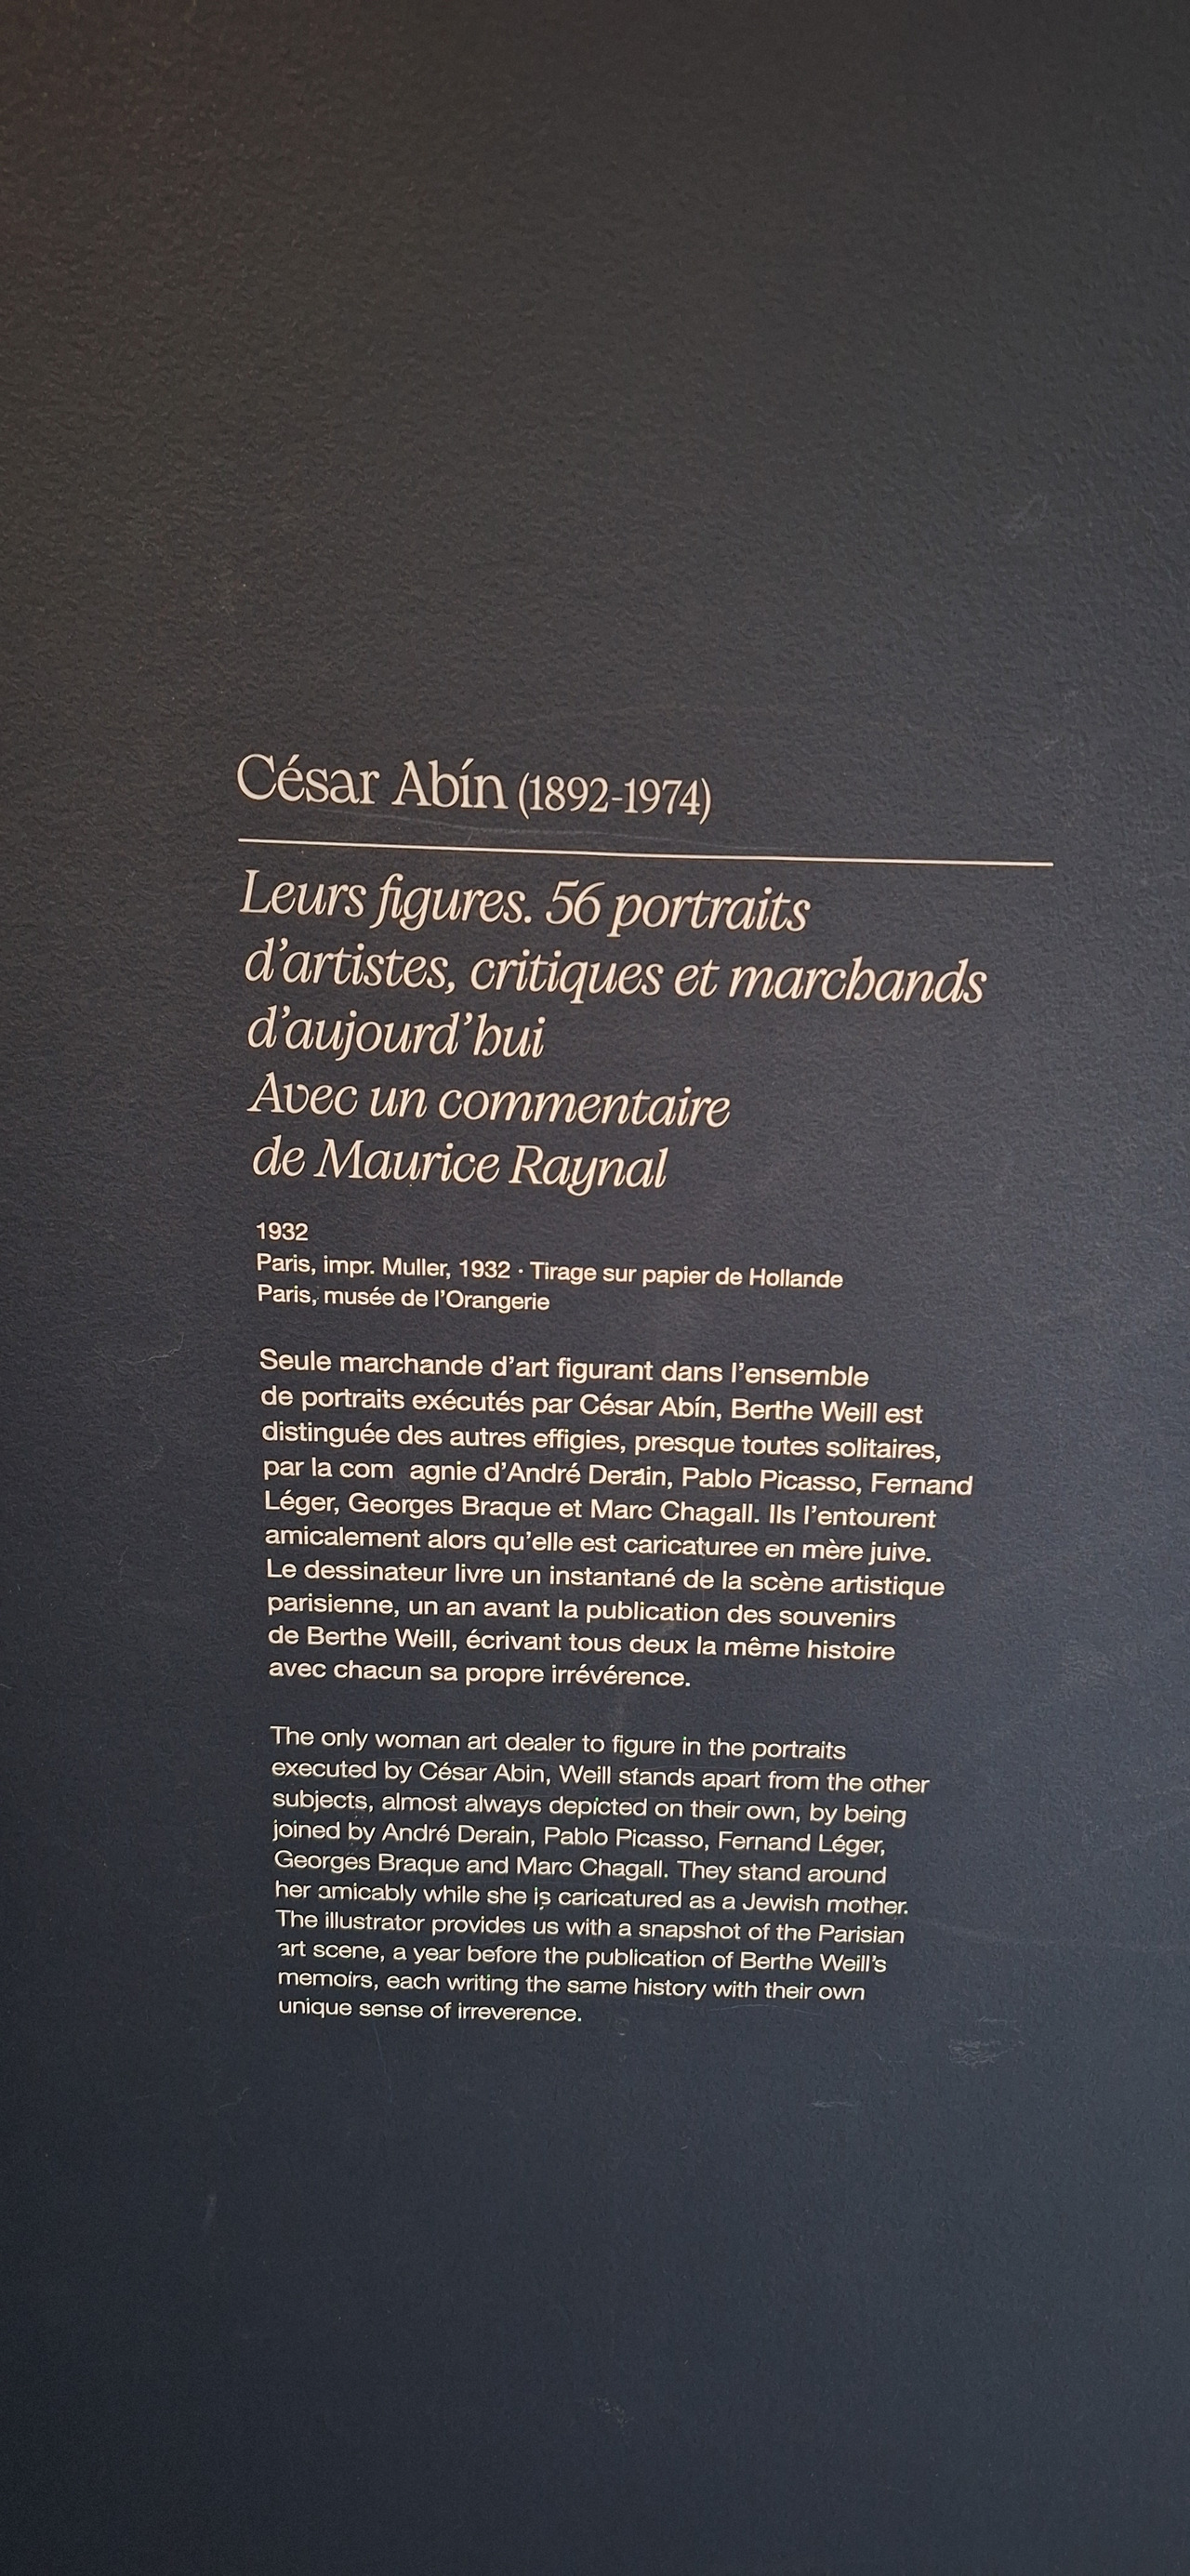 César Abín (1892-1974)
Leurs figures. 56 portraits
d’artistes, critiques et marchands
d’aujourd’hui
Avec un commentaire
de Maurice Raynal
1932
Paris, impr. Muller, 1932 · Tirage sur papier de Hollande
Paris, musée de l’Orangerie
Seule marchande d’art figurant dans l’ensemble
de portraits exécutés par César Abín, Berthe Weill est
distinguée des autres effigies, presque toutes solitaires,
par la com agnie d’André Derain, Pablo Picasso, Fernand
Léger, Georges Braque et Marc Chagall. Ils l’entourent
amicalement alors qu’elle est caricaturee en mère juive.
Le dessinateur livre un instantané de la scène artistique
parisienne, un an avant la publication des souvenirs
de Berthe Weill, écrivant tous deux la même histoire
avec chacun sa propre irrévérence.
The only woman art dealer to figure in the portraits
executed by César Abin, Weill stands apart from the other
subjects, almost always depicted on their own, by being
joined by André Derain, Pablo Picasso, Fernand Léger,
Georges Braque and Marc Chagall. They stand around
her amicably while she is caricatured as a Jewish mother.
The illustrator provides us with a snapshot of the Parisian
art scene, a year before the publication of Berthe Weill’s
memoirs, each writing the same history with their own
unique sense of irreverence.